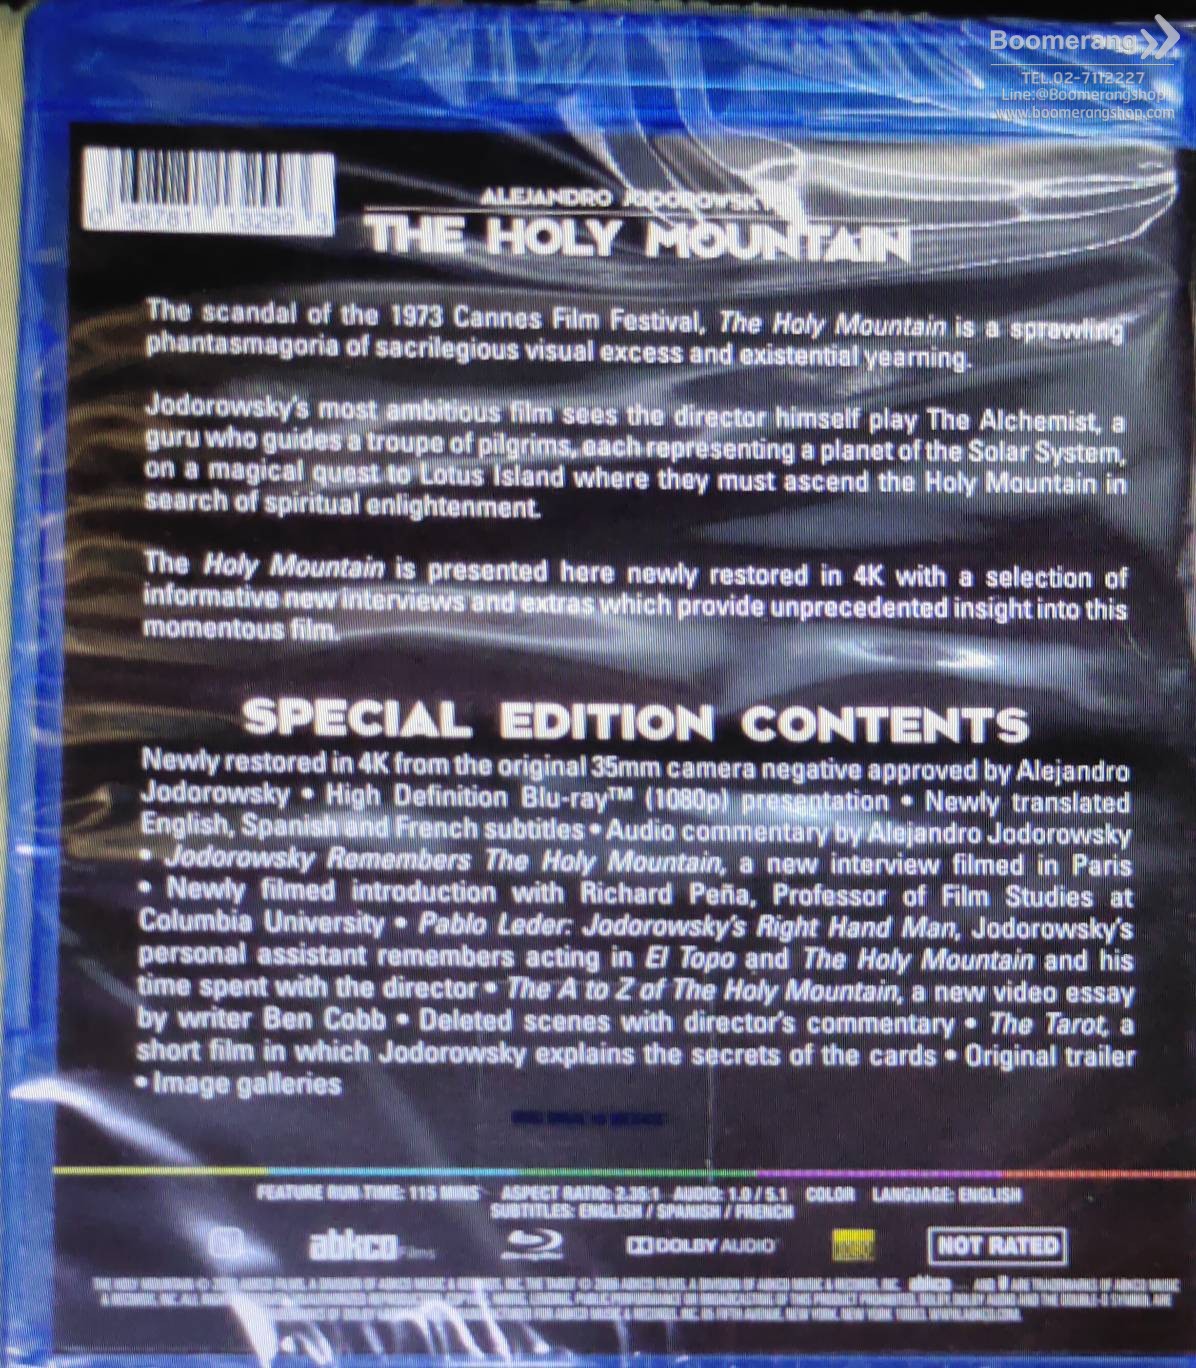 Boomerang
TEL.02-7112227
Line:@Boomerangshop
www.boomerangshop.com
0 38781 13299 3
ALEJANDRO JODOROWSKY'S
THE HOLY MOUNTAIN
The scandal of the 1973 Cannes Film Festival, The Holy Mountain is a sprawling
phantasmagoria of sacrilegious visual excess and existential yearning.
Jodorowsky's most ambitious film sees the director himself play The Alchemist, a
guru who guides a troupe of pilgrims, each representing a planet of the Solar System,
on a magical quest to Lotus Island where they must ascend the Holy Mountain in
search of spiritual enlightenment.
The Holy Mountain is presented here newly restored in 4K with a selection of
informative new interviews and extras which provide unprecedented insight into this
momentous film.
SPECIAL EDITION CONTENTS
Newly restored in 4K from the original 35mm camera negative approved by Alejandro
Jodorowsky • High Definition Blu-ray™ (1080p) presentation • Newly translated
English, Spanish and French subtitles • Audio commentary by Alejandro Jodorowsky
• Jodorowsky Remembers The Holy Mountain, a new interview filmed in Paris
• Newly filmed introduction with Richard Peña, Professor of Film Studies at
Columbia University • Pablo Leder: Jodorowsky's Right Hand Man, Jodorowsky's
personal assistant remembers acting in El Topo and The Holy Mountain and his
time spent with the director • The A to Z of The Holy Mountain, a new video essay
by writer Ben Cobb • Deleted scenes with director's commentary • The Tarot, a
short film in which Jodorowsky explains the secrets of the cards • Original trailer
• Image galleries
FEATURE RUN TIME: 115 MINS ASPECT RATIO: 2.35:1 AUDIO: 1.0 / 5.1 COLOR LANGUAGE: ENGLISH
SUBTITLES: ENGLISH / SPANISH / FRENCH
abkco Films DOLBY AUDIO NOT RATED